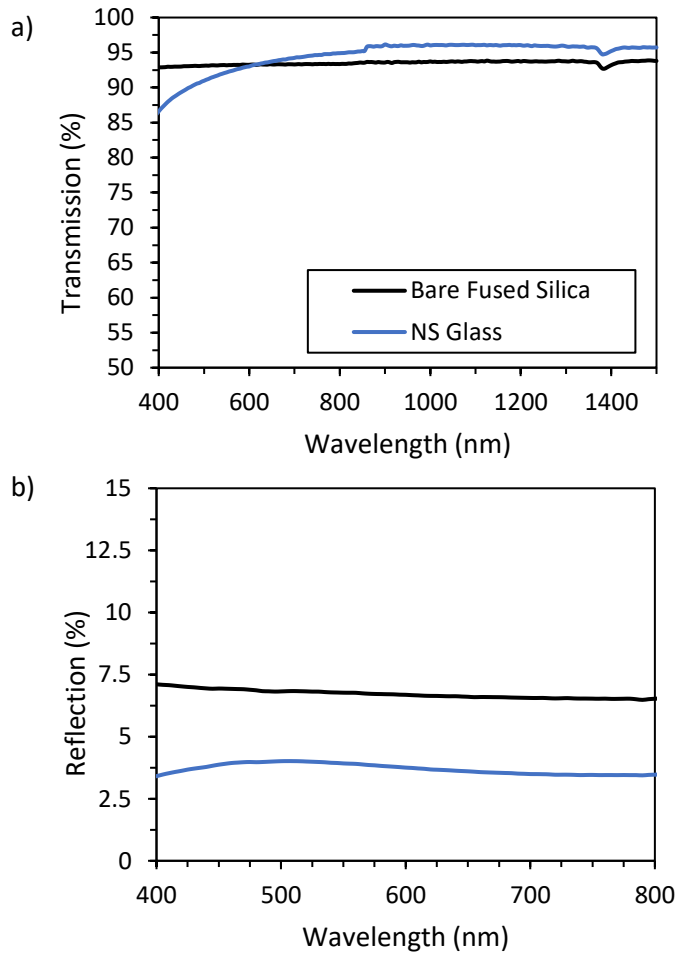 a)
100
95
90
85
80
75
70
65
60
55
50
Transmission (%)
Bare Fused Silica
NS Glass
400 600 800 1000 1200 1400
Wavelength (nm)
b)
15
12.5
10
7.5
5
2.5
0
Reflection (%)
400 500 600 700 800
Wavelength (nm)